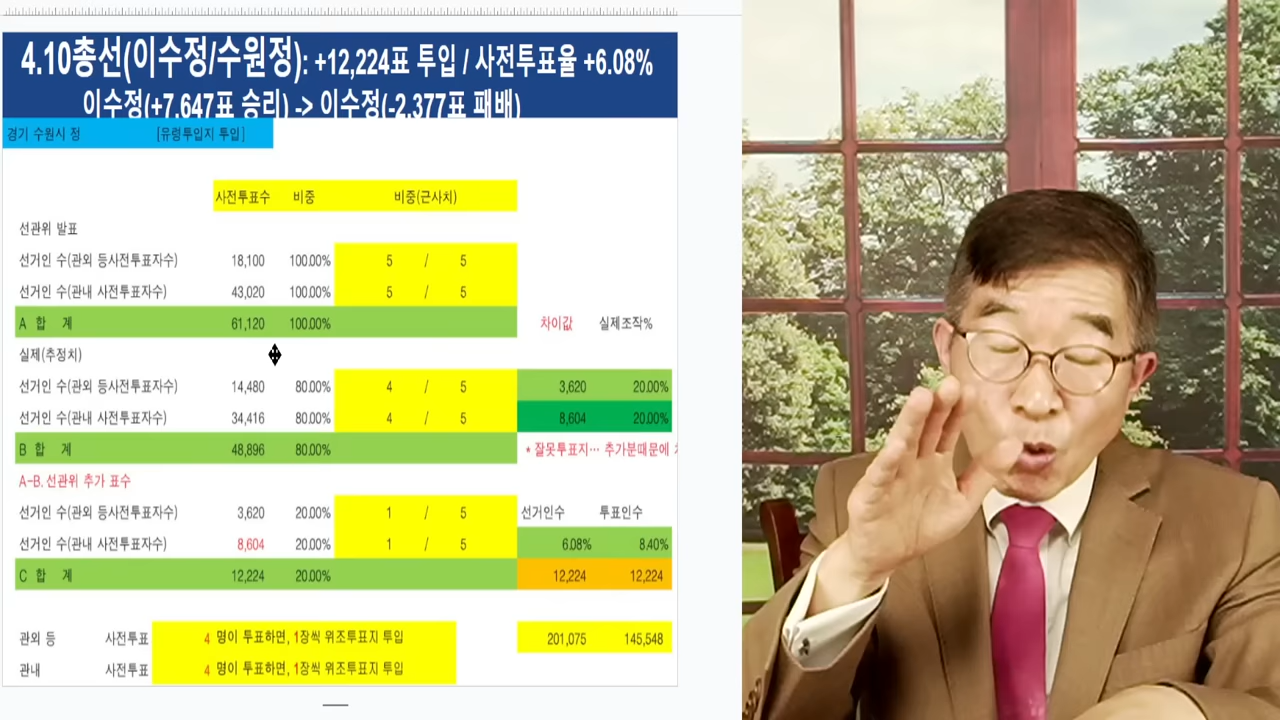 4.10총선(이수정/수원정): +12,224표 투입 / 사전투표율 +6.08%
이수정(+7,647표 승리) -> 이수정(-2,377표 패배)
경기 수원시 정 [유령투입지 투입]
사전투표수 비중 비중(근사치)
선관위 발표
선거인 수(관외 등사전투표자수) 18,100 100.00% 5 / 5
선거인 수(관내 사전투표자수) 43,020 100.00% 5 / 5
A 합 계 61,120 100.00% 차이값 실제조작%
실제(추정치)
선거인 수(관외 등사전투표자수) 14,480 80.00% 4 / 5 3,620 20.00%
선거인 수(관내 사전투표자수) 34,416 80.00% 4 / 5 8,604 20.00%
B 합 계 48,896 80.00% * 잘못투표지… 추가분때문에
A-B. 선관위 추가 표수
선거인 수(관외 등사전투표자수) 3,620 20.00% 1 / 5 선거인수 투표인수
선거인 수(관내 사전투표자수) 8,604 20.00% 1 / 5 6.08% 8.40%
C 합 계 12,224 20.00% 12,224 12,224
관외 등 사전투표 4 명이 투표하면, 1장씩 위조투표지 투입 201,075 145,548
관내 사전투표 4 명이 투표하면, 1장씩 위조투표지 투입